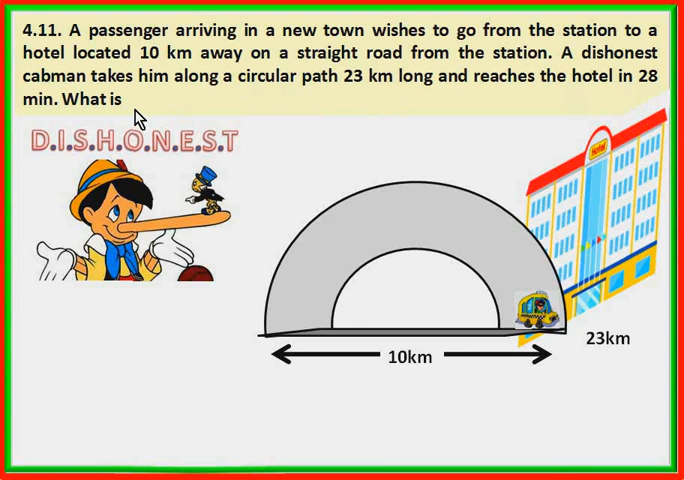 4.11. A passenger arriving in a new town wishes to go from the station to a
hotel located 10 km away on a straight road from the station. A dishonest
cabman takes him along a circular path 23 km long and reaches the hotel in 28
min. What is
D.I.S.H.O.N.E.S.T
Hotel
23km
10km